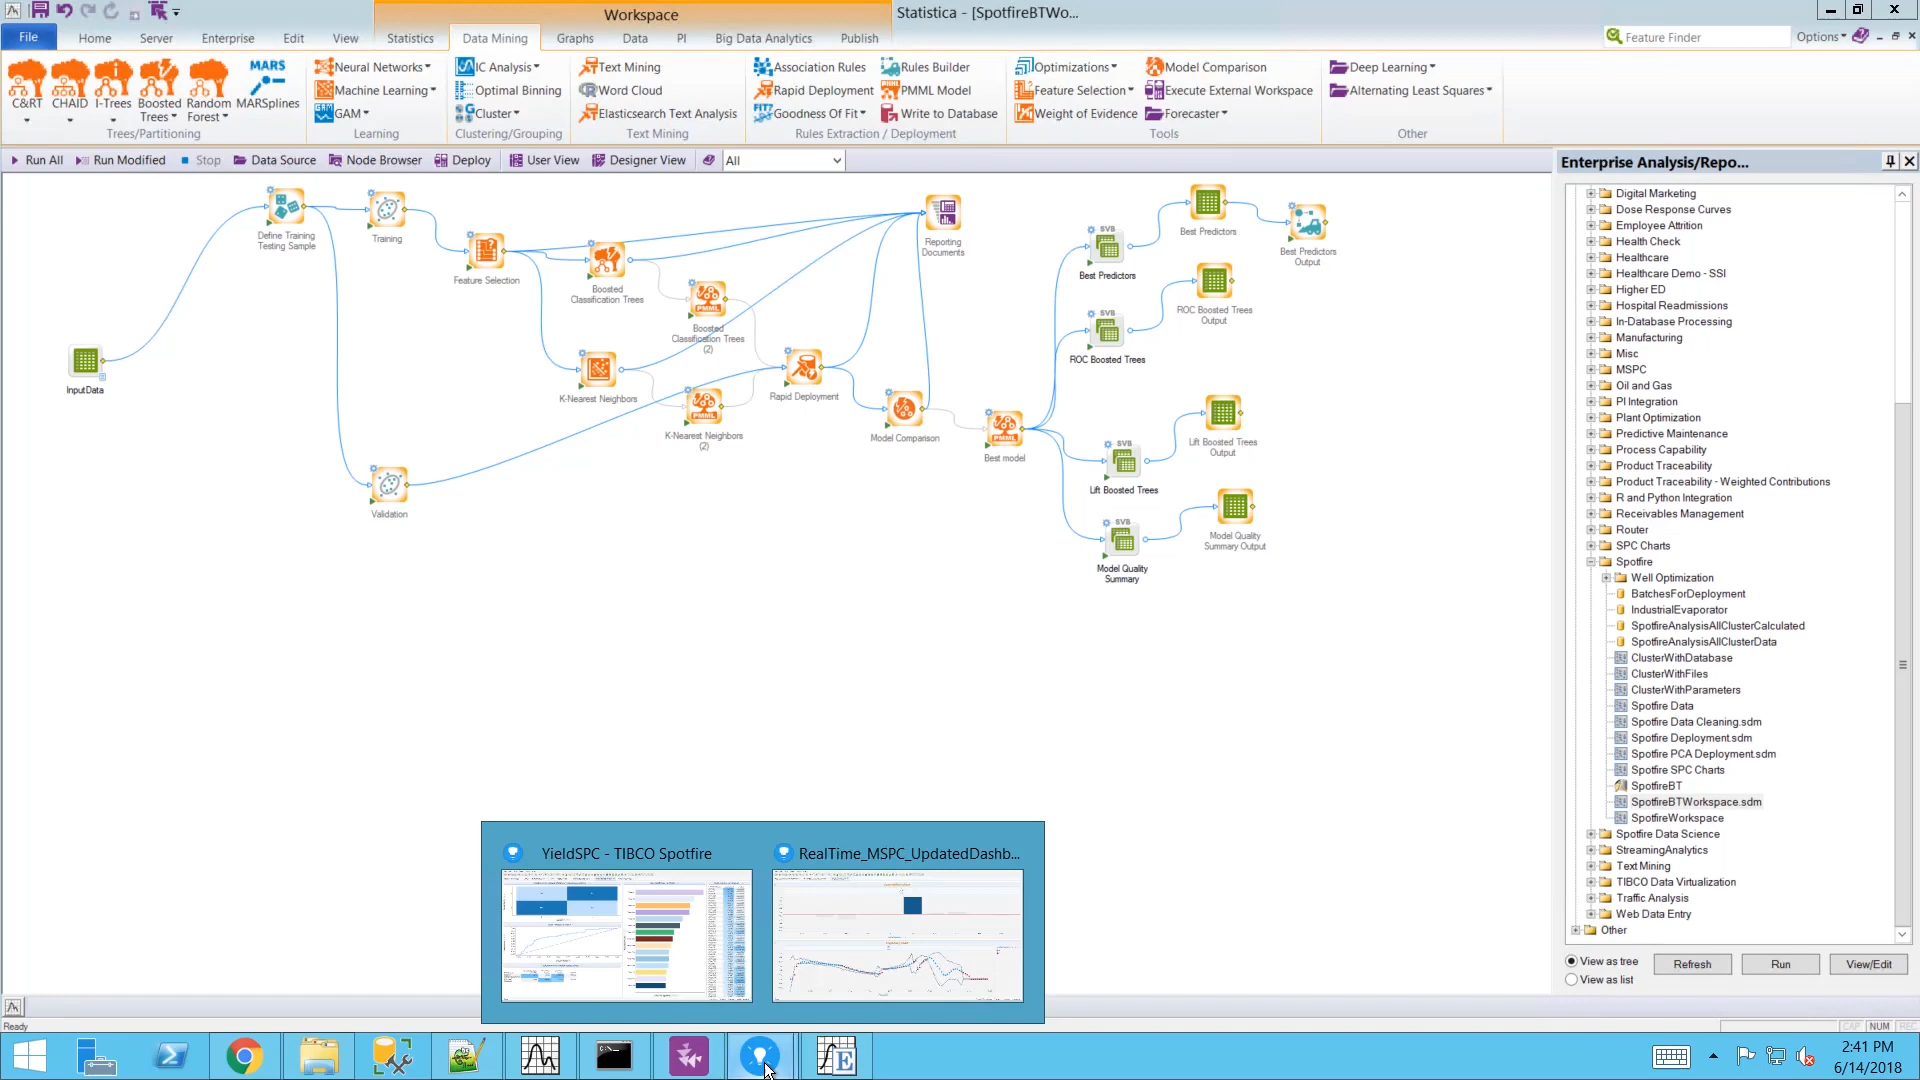 Workspace
Statistica - [SpotfireBTWo...
File
Home
Server
Enterprise
Edit
View
Statistics
Data Mining
Graphs
Data
PI
Big Data Analytics
Publish
Feature Finder
Options
C&RT
CHAID
I-Trees
Boosted
Trees
Random
Forest
MARS
MARSplines
Trees/Partitioning
Neural Networks
Machine Learning
GAM
Learning
IC Analysis
Optimal Binning
Cluster
Clustering/Grouping
Text Mining
Word Cloud
Elasticsearch Text Analysis
Text Mining
Association Rules
Rapid Deployment
FIT?
Goodness Of Fit
Rules Builder
PMML Model
Write to Database
Rules Extraction / Deployment
Optimizations
Feature Selection
Weight of Evidence
Model Comparison
Execute External Workspace
Forecaster
Tools
Deep Learning
Alternating Least Squares
Other
Run All
Run Modified
Stop
Data Source
Node Browser
Deploy
User View
Designer View
All
InputData
Define Training
Testing Sample
Training
Feature Selection
Boosted
Classification Trees
PMML
Boosted
Classification Trees
(2)
K-Nearest Neighbors
PMML
K-Nearest Neighbors
(2)
Validation
Rapid Deployment
Reporting
Documents
Model Comparison
PMML
Best model
SVB
Best Predictors
Best Predictors
Best Predictors
Output
SVB
ROC Boosted Trees
ROC Boosted Trees
Output
SVB
Lift Boosted Trees
Lift Boosted Trees
Output
SVB
Model Quality
Summary
Model Quality
Summary Output
Enterprise Analysis/Repo...
Digital Marketing
Dose Response Curves
Employee Attrition
Health Check
Healthcare
Healthcare Demo - SSI
Higher ED
Hospital Readmissions
In-Database Processing
Manufacturing
Misc
MSPC
Oil and Gas
PI Integration
Plant Optimization
Predictive Maintenance
Process Capability
Product Traceability
Product Traceability - Weighted Contributions
R and Python Integration
Receivables Management
Router
SPC Charts
Spotfire
Well Optimization
BatchesForDeployment
IndustrialEvaporator
SpotfireAnalysisAllClusterCalculated
SpotfireAnalysisAllClusterData
ClusterWithDatabase
ClusterWithFiles
ClusterWithParameters
Spotfire Data
Spotfire Data Cleaning.sdm
Spotfire Deployment.sdm
Spotfire PCA Deployment.sdm
Spotfire SPC Charts
SpotfireBT
SpotfireBTWorkspace.sdm
SpotfireWorkspace
Spotfire Data Science
StreamingAnalytics
Text Mining
TIBCO Data Virtualization
Traffic Analysis
Web Data Entry
Other
View as tree
View as list
Refresh
Run
View/Edit
YieldSPC - TIBCO Spotfire
RealTime_MSPC_UpdatedDashb...
Ready
CAP
NUM
REC
2:41 PM
6/14/2018